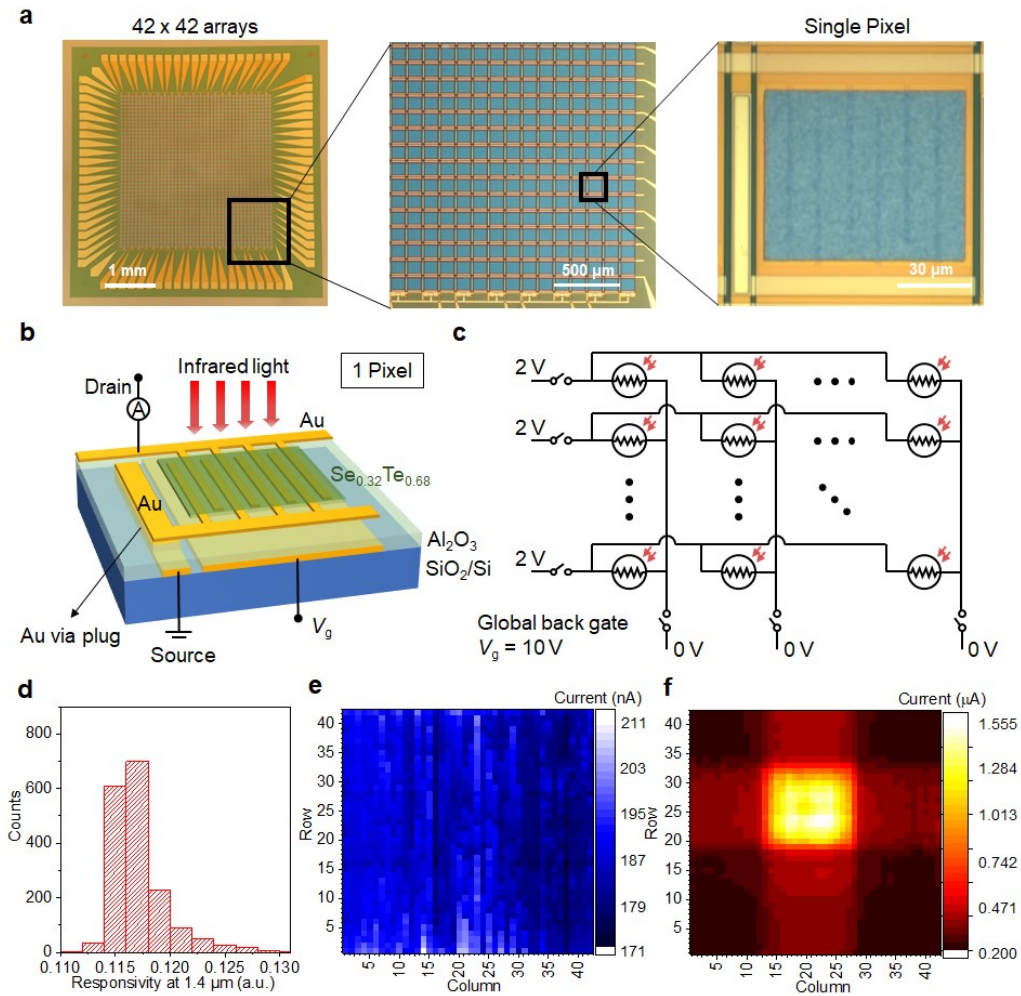 a
42 x 42 arrays
Single Pixel
1 mm
500 µm
30 µm
b
Infrared light
1 Pixel
Drain
A
Au
Se0.32Te0.68
Au
Al2O3
SiO2/Si
Au via plug
Source
Vg
c
2 V
2 V
2 V
Global back gate
Vg = 10 V
0 V
0 V
0 V
d
Counts
800
600
400
200
0
0.110 0.115 0.120 0.125 0.130
Responsivity at 1.4 µm (a.u.)
e
Current (nA)
Row
40
35
30
25
20
15
10
5
5 10 15 20 25 30 35 40
Column
211
203
195
187
179
171
f
Current (µA)
Row
40
35
30
25
20
15
10
5
5 10 15 20 25 30 35 40
Column
1.555
1.284
1.013
0.742
0.471
0.200